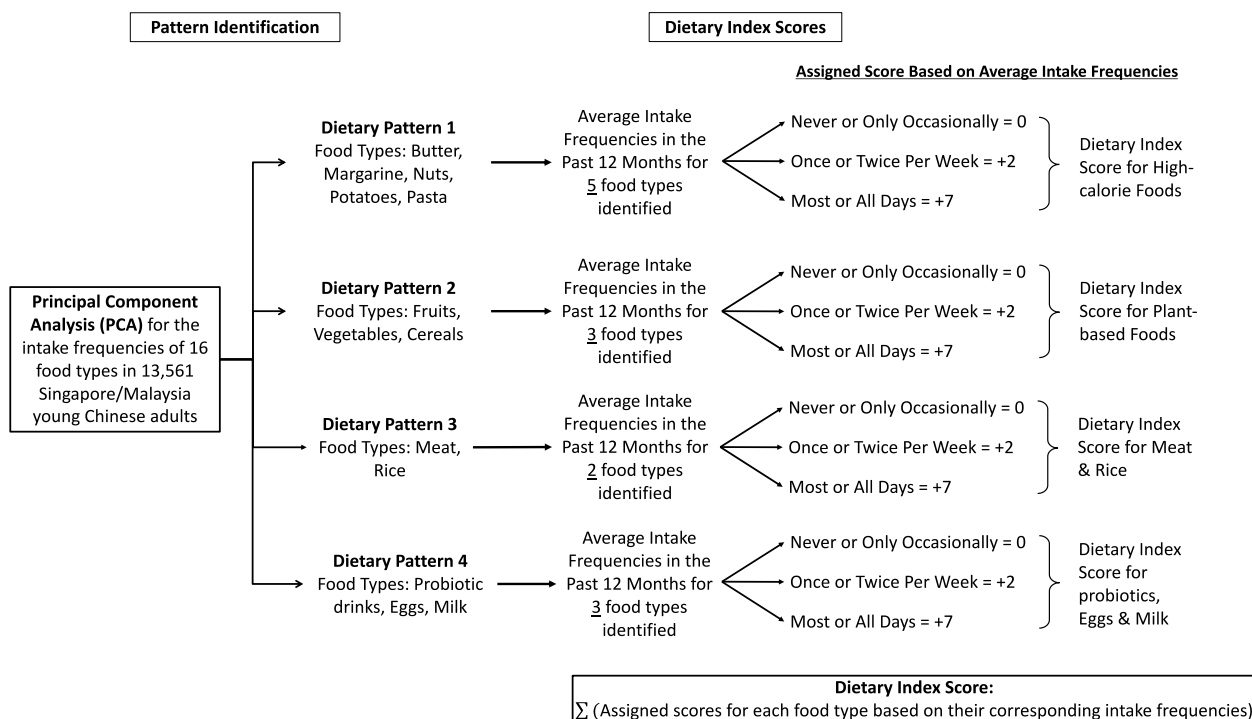 Pattern Identification
Dietary Index Scores
Assigned Score Based on Average Intake Frequencies
Principal Component
Analysis (PCA) for the
intake frequencies of 16
food types in 13,561
Singapore/Malaysia
young Chinese adults
Dietary Pattern 1
Food Types: Butter,
Margarine, Nuts,
Potatoes, Pasta
Average Intake
Frequencies in the
Past 12 Months for
5 food types
identified
Never or Only Occasionally = 0
Once or Twice Per Week = +2
Most or All Days = +7
Dietary Index
Score for High-
calorie Foods
Dietary Pattern 2
Food Types: Fruits,
Vegetables, Cereals
Average Intake
Frequencies in the
Past 12 Months for
3 food types
identified
Never or Only Occasionally = 0
Once or Twice Per Week = +2
Most or All Days = +7
Dietary Index
Score for Plant-
based Foods
Dietary Pattern 3
Food Types: Meat,
Rice
Average Intake
Frequencies in the
Past 12 Months for
2 food types
identified
Never or Only Occasionally = 0
Once or Twice Per Week = +2
Most or All Days = +7
Dietary Index
Score for Meat
& Rice
Dietary Pattern 4
Food Types: Probiotic
drinks, Eggs, Milk
Average Intake
Frequencies in the
Past 12 Months for
3 food types
identified
Never or Only Occasionally = 0
Once or Twice Per Week = +2
Most or All Days = +7
Dietary Index
Score for
probiotics,
Eggs & Milk
Dietary Index Score:
∑ (Assigned scores for each food type based on their corresponding intake frequencies)